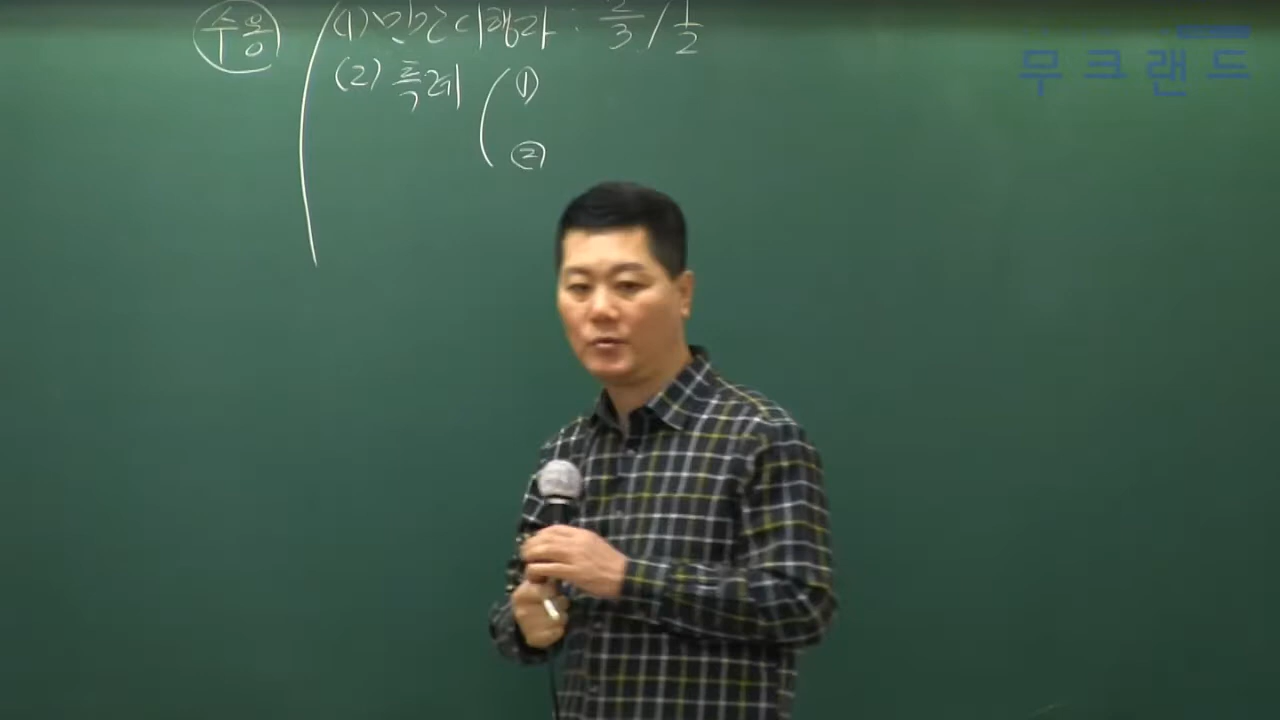 수용 (1) 민간시행자 : 2/3 / 1/2
(2) 특례 ①
②
무크랜드